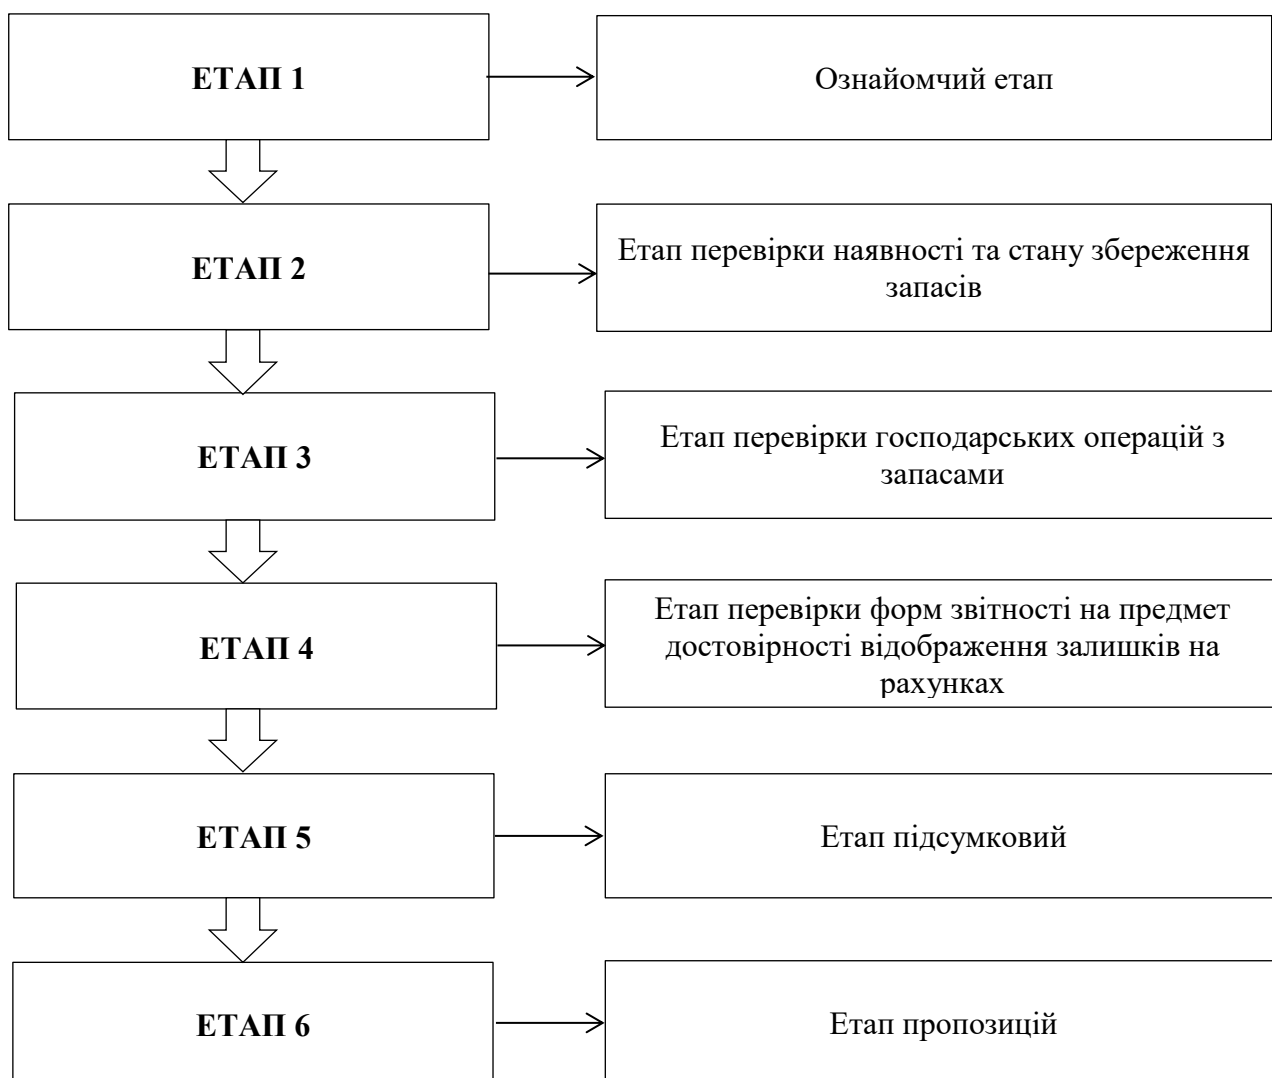 ЕТАП 1
Ознайомчий етап
ЕТАП 2
Етап перевірки наявності та стану збереження
запасів
ЕТАП 3
Етап перевірки господарських операцій з
запасами
ЕТАП 4
Етап перевірки форм звітності на предмет
достовірності відображення залишків на
рахунках
ЕТАП 5
Етап підсумковий
ЕТАП 6
Етап пропозицій